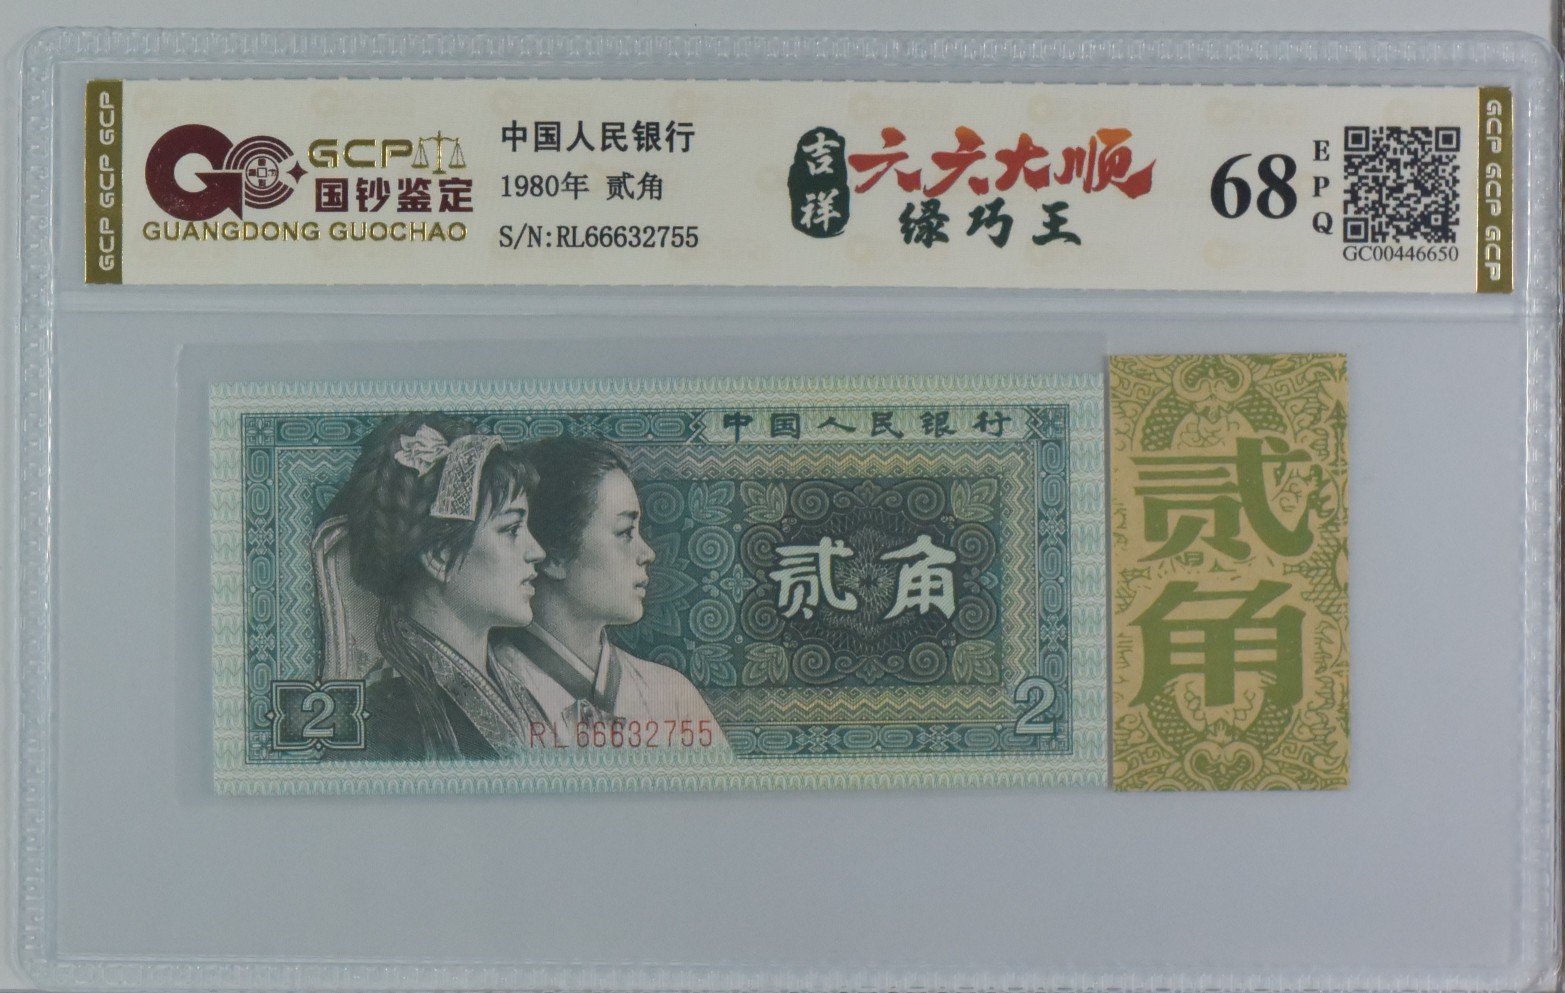 GCP GCP GCP
GCP
国钞鉴定
GUANGDONG GUOCHAO
中国人民银行
1980年 贰角
S/N:RL66632755
吉祥
六六大顺
绿巧王
68
EPQ
GC00446650
GCP GCP GCP
中国人民银行
贰角
2
RL66632755
2
贰角